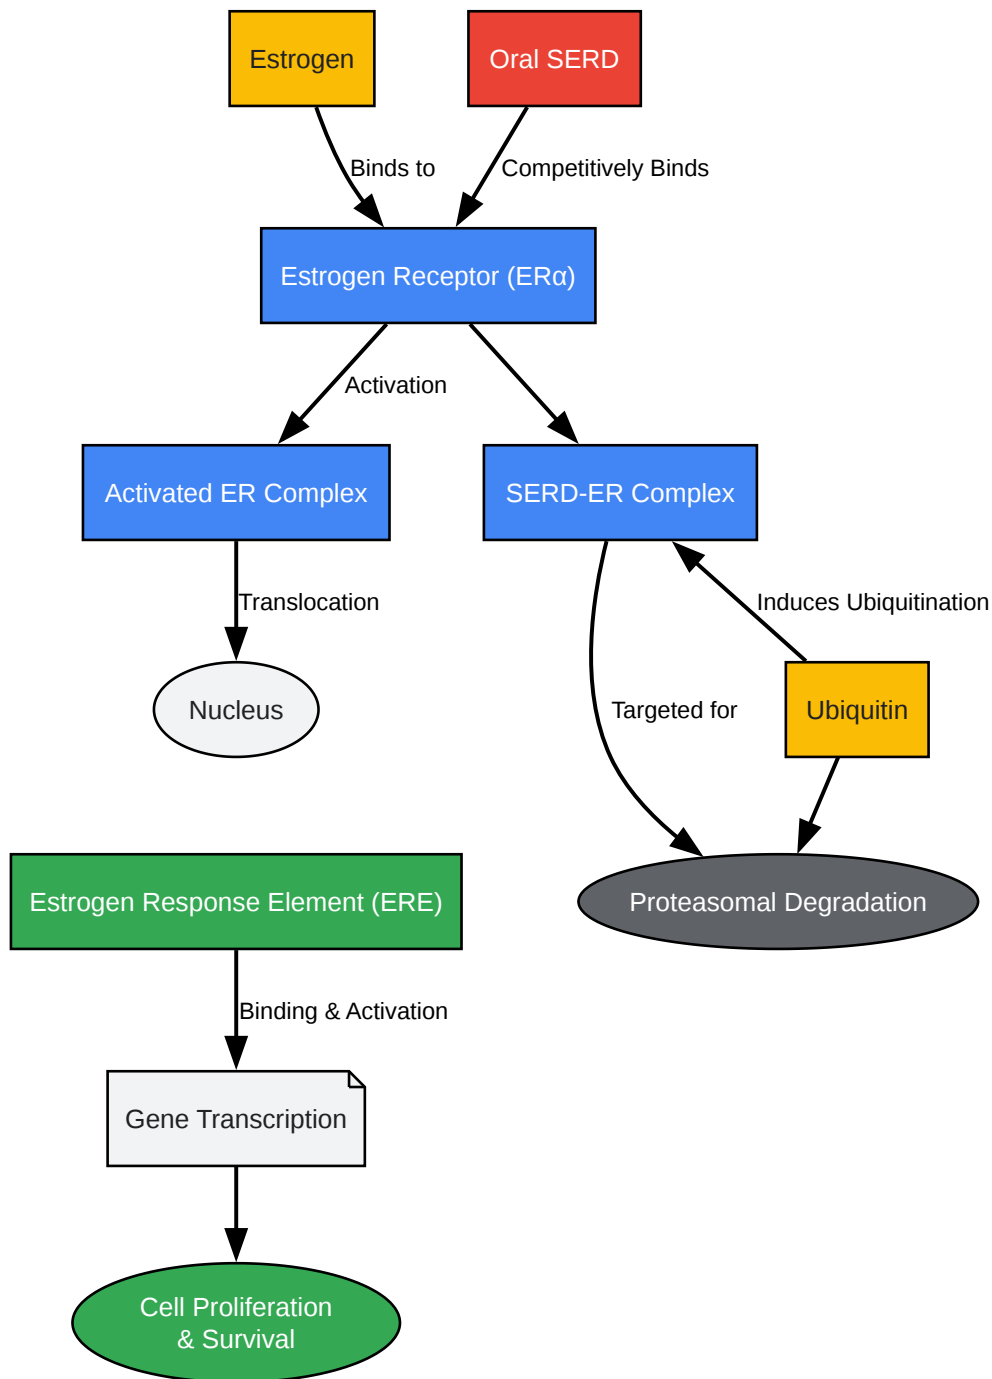 Estrogen
Oral SERD
Binds to
Competitively Binds
Estrogen Receptor (ERα)
Activation
Activated ER Complex
SERD-ER Complex
Translocation
Induces Ubiquitination
Nucleus
Targeted for
Ubiquitin
Estrogen Response Element (ERE)
Proteasomal Degradation
Binding & Activation
Gene Transcription
Cell Proliferation
& Survival